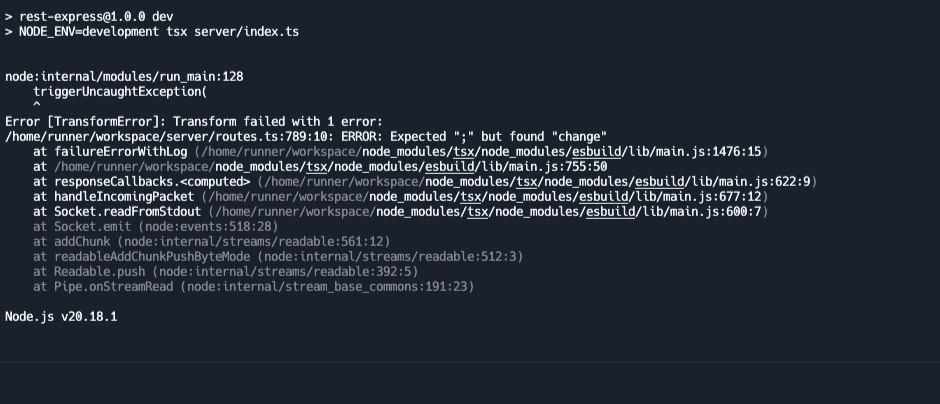 > rest-express@1.0.0 dev
> NODE_ENV=development tsx server/index.ts
node:internal/modules/run_main:128
triggerUncaughtException(
^
Error [TransformError]: Transform failed with 1 error:
/home/runner/workspace/server/routes.ts:789:10: ERROR: Expected ";" but found "change"
at failureErrorWithLog (/home/runner/workspace/node_modules/tsx/node_modules/esbuild/lib/main.js:1476:15)
at /home/runner/workspace/node_modules/tsx/node_modules/esbuild/lib/main.js:755:50
at responseCallbacks.<computed> (/home/runner/workspace/node_modules/tsx/node_modules/esbuild/lib/main.js:622:9)
at handleIncomingPacket (/home/runner/workspace/node_modules/tsx/node_modules/esbuild/lib/main.js:677:12)
at Socket.readFromStdout (/home/runner/workspace/node_modules/tsx/node_modules/esbuild/lib/main.js:600:7)
at Socket.emit (node:events:518:28)
at addChunk (node:internal/streams/readable:561:12)
at readableAddChunkPushByteMode (node:internal/streams/readable:512:3)
at Readable.push (node:internal/streams/readable:392:5)
at Pipe.onStreamRead (node:internal/stream_base_commons:191:23)
Node.js v20.18.1